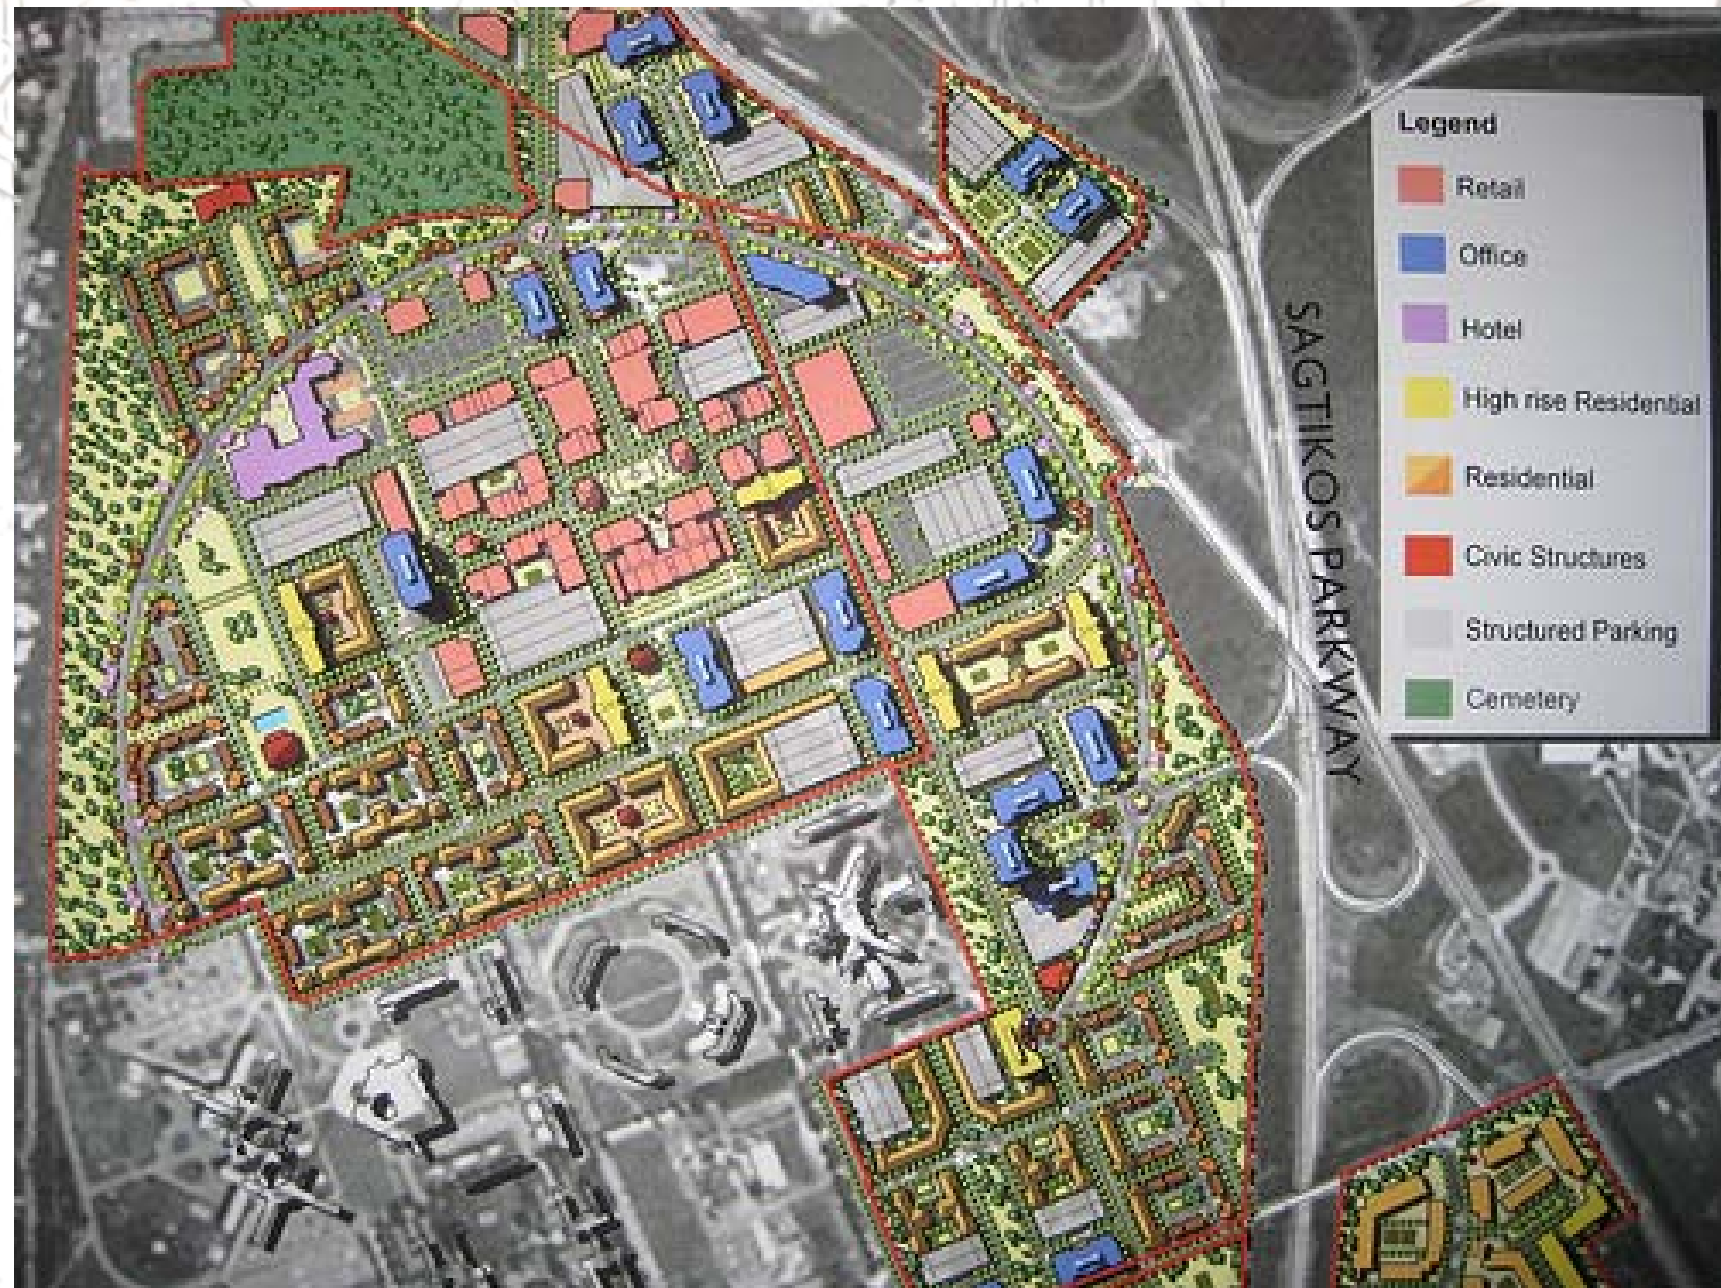 Legend
Retail
Office
Hotel
High rise Residential
Residential
Civic Structures
Structured Parking
Cemetery
SAGTIKOS PARKWAY